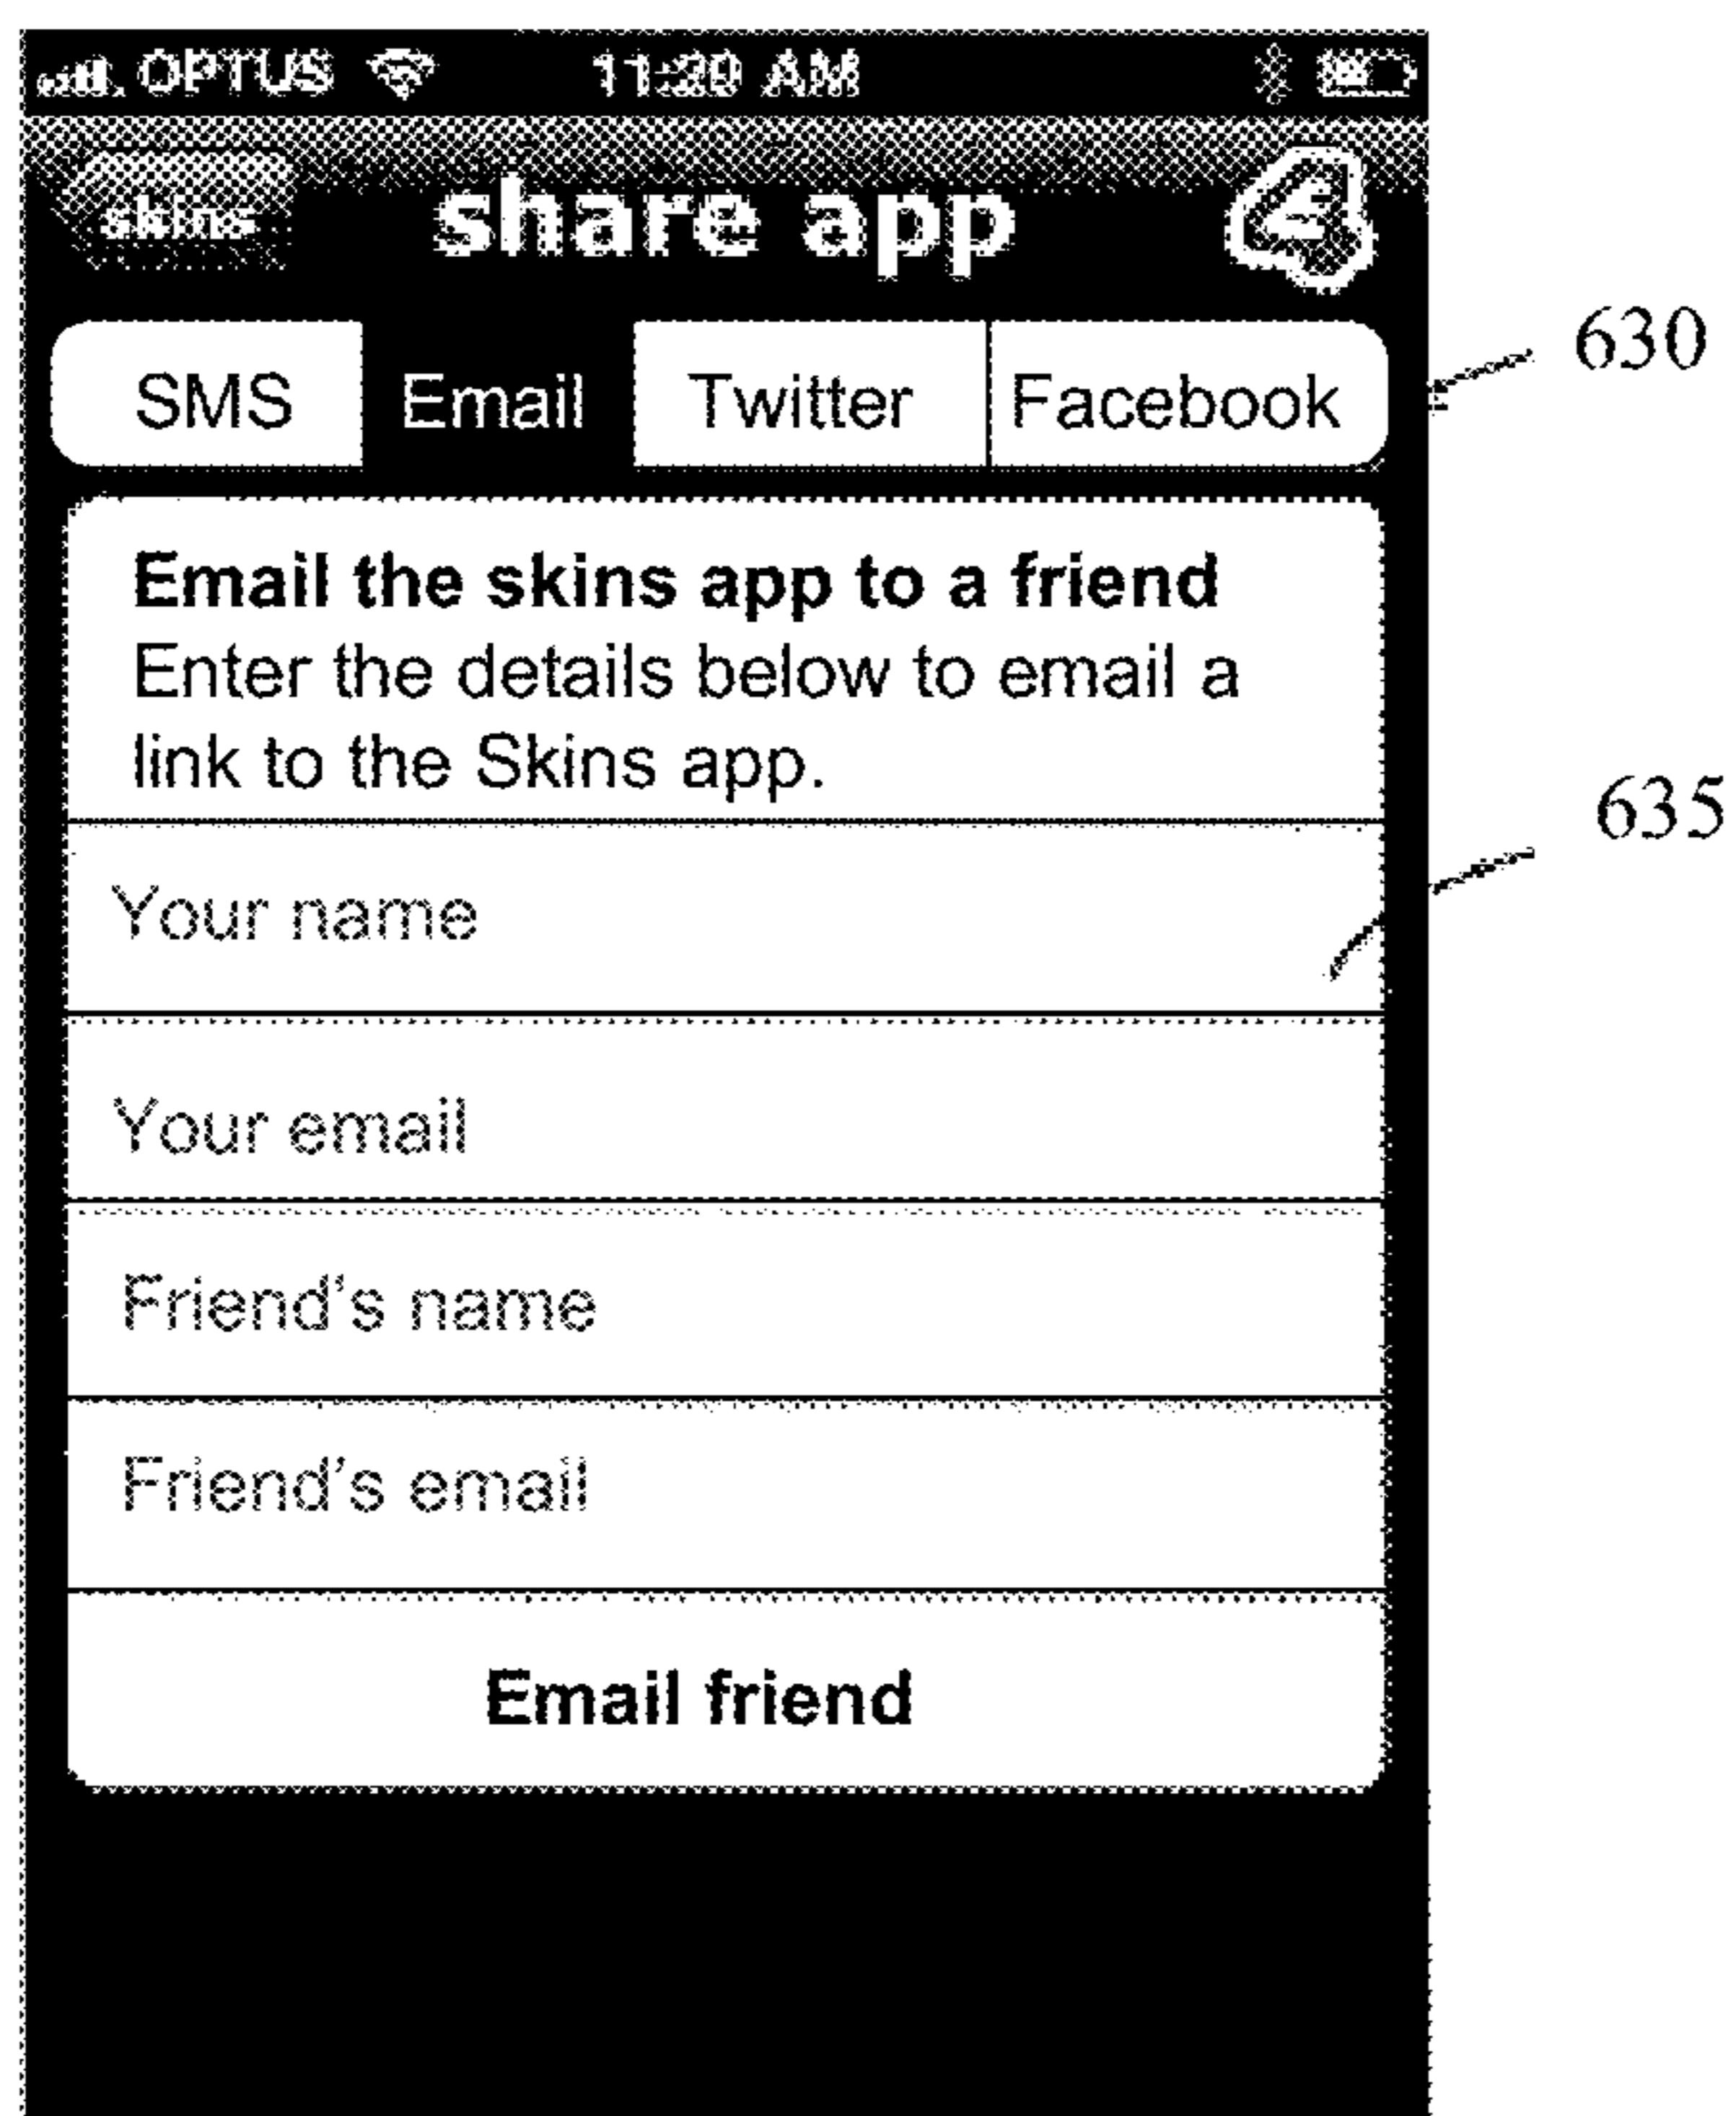 OPTUS 11:20 AM
skins share app
SMS Email Twitter Facebook
630
Email the skins app to a friend
Enter the details below to email a
link to the Skins app.
635
Your name
Your email
Friend's name
Friend's email
Email friend